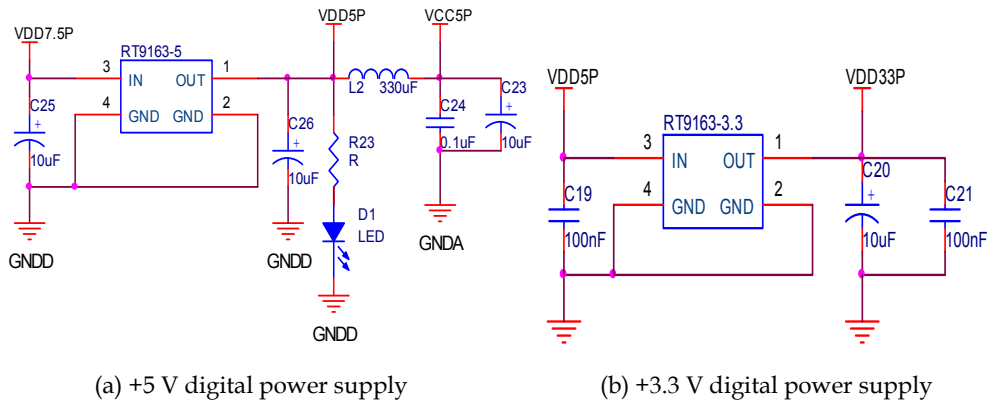 VDD7.5P
VDD5P
VCC5P
RT9163-5
3
IN
OUT
1
4
GND
GND
2
C25
+
10uF
GNDD
C26
+
10uF
GNDD
L2
330uF
R23
R
D1
LED
GNDD
C24
0.1uF
C23
+
10uF
GNDA
(a) +5 V digital power supply
VDD5P
VDD33P
RT9163-3.3
3
IN
OUT
1
4
GND
GND
2
C19
100nF
C20
+
10uF
C21
100nF
(b) +3.3 V digital power supply